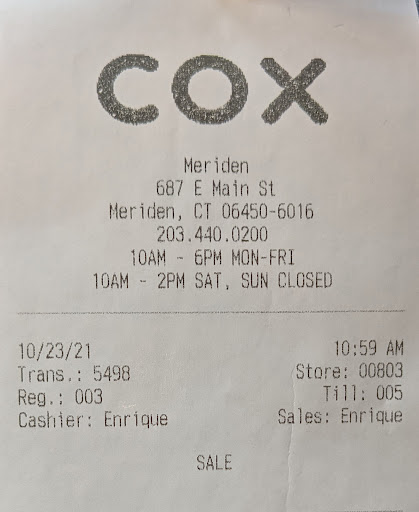 COX
Meriden
687 E Main St
Meriden, CT 06450-6016
203.440.0200
10AM - 6PM MON-FRI
10AM - 2PM SAT, SUN CLOSED
10/23/21 10:59 AM
Trans.: 5498 Store: 00803
Reg.: 003 Till: 005
Cashier: Enrique Sales: Enrique
SALE